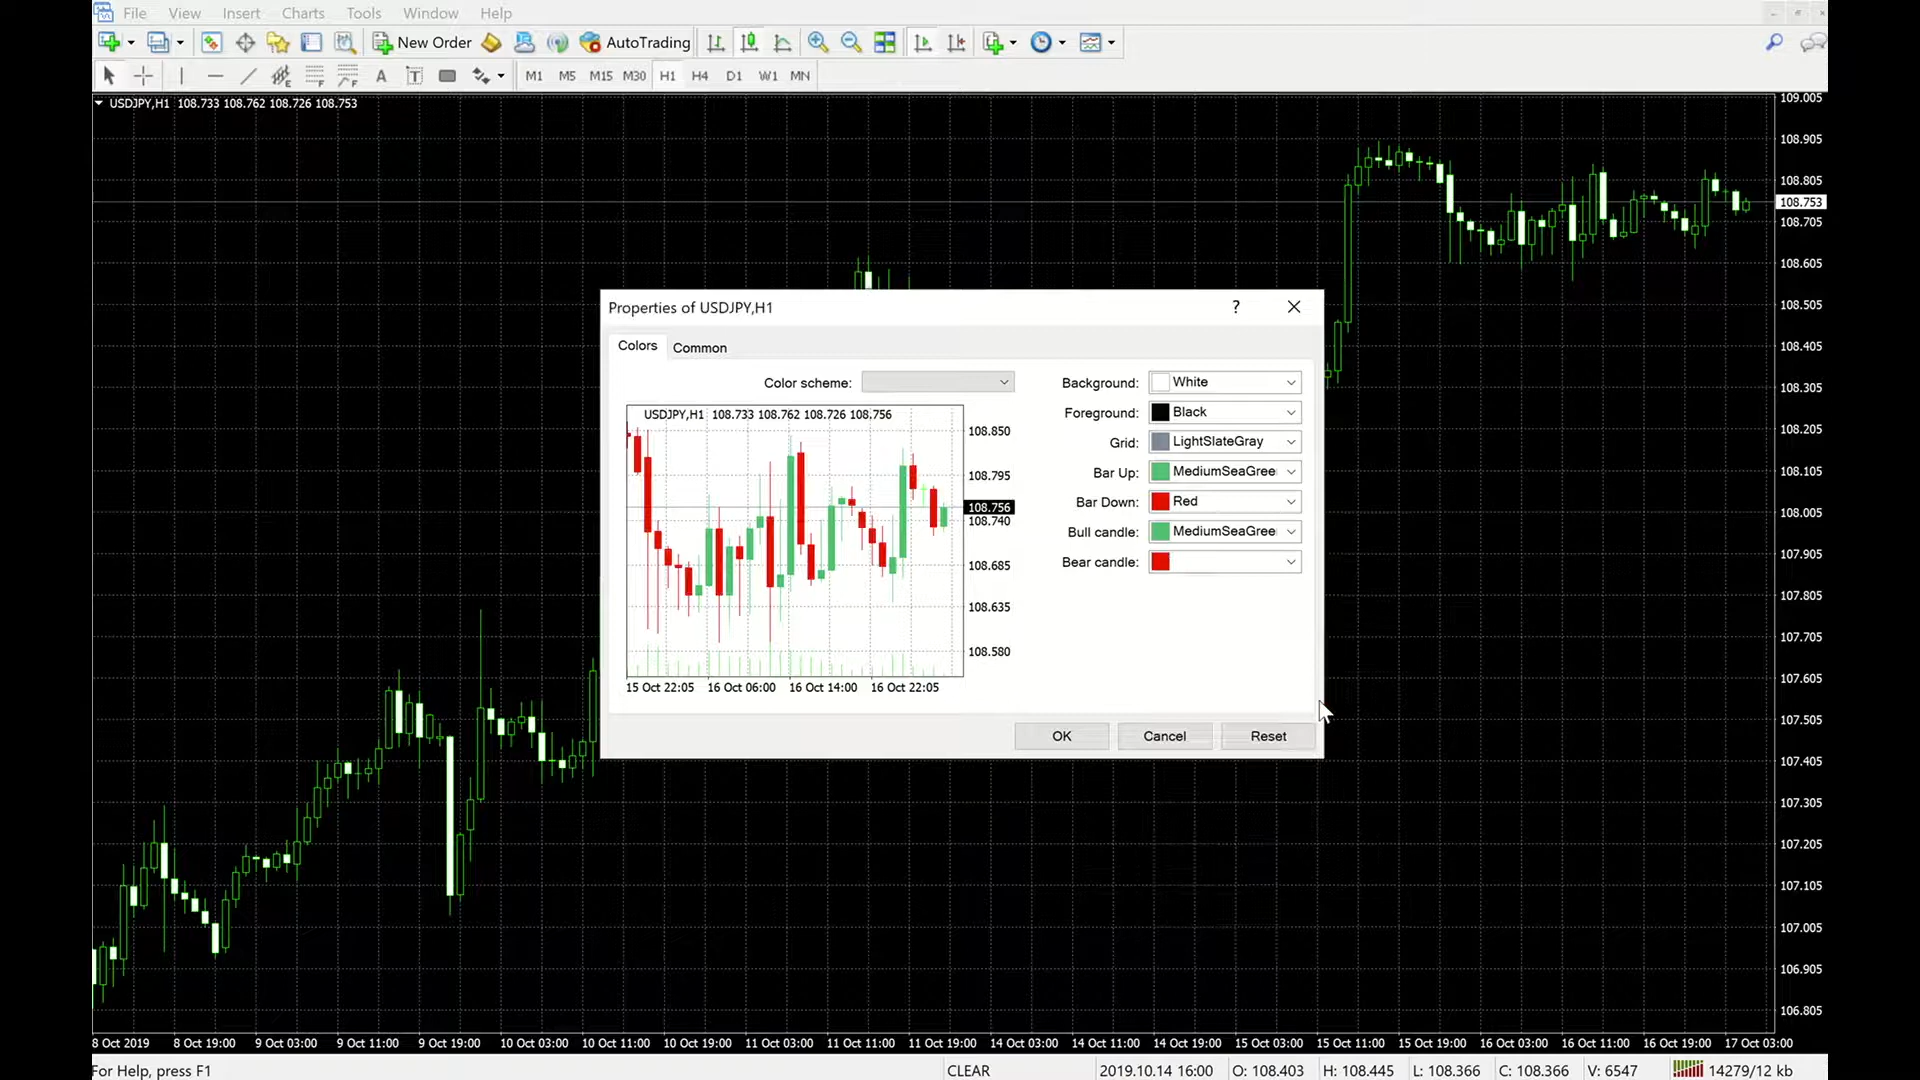 File View Insert Charts Tools Window Help
New Order AutoTrading
A T M1 M5 M15 M30 H1 H4 D1 W1 MN
USDJPY,H1 108.733 108.762 108.726 108.753
109.005
108.905
108.805
108.753
108.705
108.605
108.505
108.405
108.305
108.205
108.105
108.005
107.905
107.805
107.705
107.605
107.505
107.405
107.305
107.205
107.105
107.005
106.905
106.805
Properties of USDJPY,H1 ?
Colors Common
Color scheme:
USDJPY,H1 108.733 108.762 108.726 108.756
108.850
108.795
108.756
108.740
108.685
108.635
108.580
15 Oct 22:05 16 Oct 06:00 16 Oct 14:00 16 Oct 22:05
Background: White
Foreground: Black
Grid: LightSlateGray
Bar Up: MediumSeaGree
Bar Down: Red
Bull candle: MediumSeaGree
Bear candle:
OK Cancel Reset
8 Oct 2019 8 Oct 19:00 9 Oct 03:00 9 Oct 11:00 9 Oct 19:00 10 Oct 03:00 10 Oct 11:00 10 Oct 19:00 11 Oct 03:00 11 Oct 11:00 11 Oct 19:00 14 Oct 03:00 14 Oct 11:00 14 Oct 19:00 15 Oct 03:00 15 Oct 11:00 15 Oct 19:00 16 Oct 03:00 16 Oct 11:00 16 Oct 19:00 17 Oct 03:00
For Help, press F1 CLEAR 2019.10.14 16:00 O: 108.403 H: 108.445 L: 108.366 C: 108.366 V: 6547 14279/12 kb